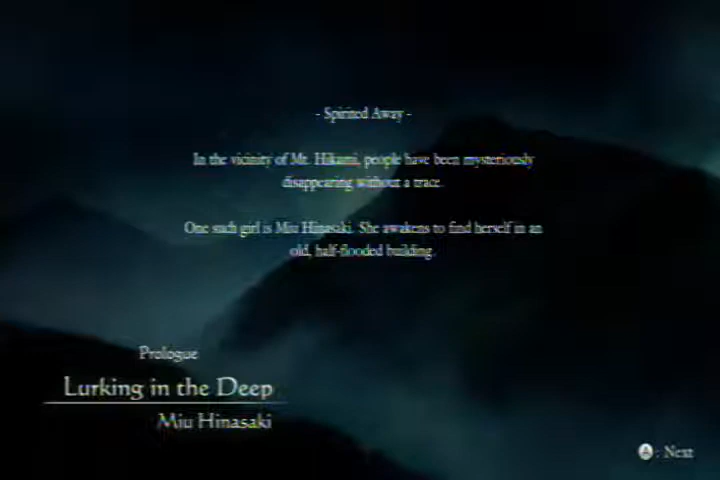 - Spirited Away -
In the vicinity of Mt. Hikami, people have been mysteriously
disappearing without a trace.
One such girl is Miu Hinasaki. She awakens to find herself in an
old, half-flooded building.
Prologue
Lurking in the Deep
Miu Hinasaki
A : Next